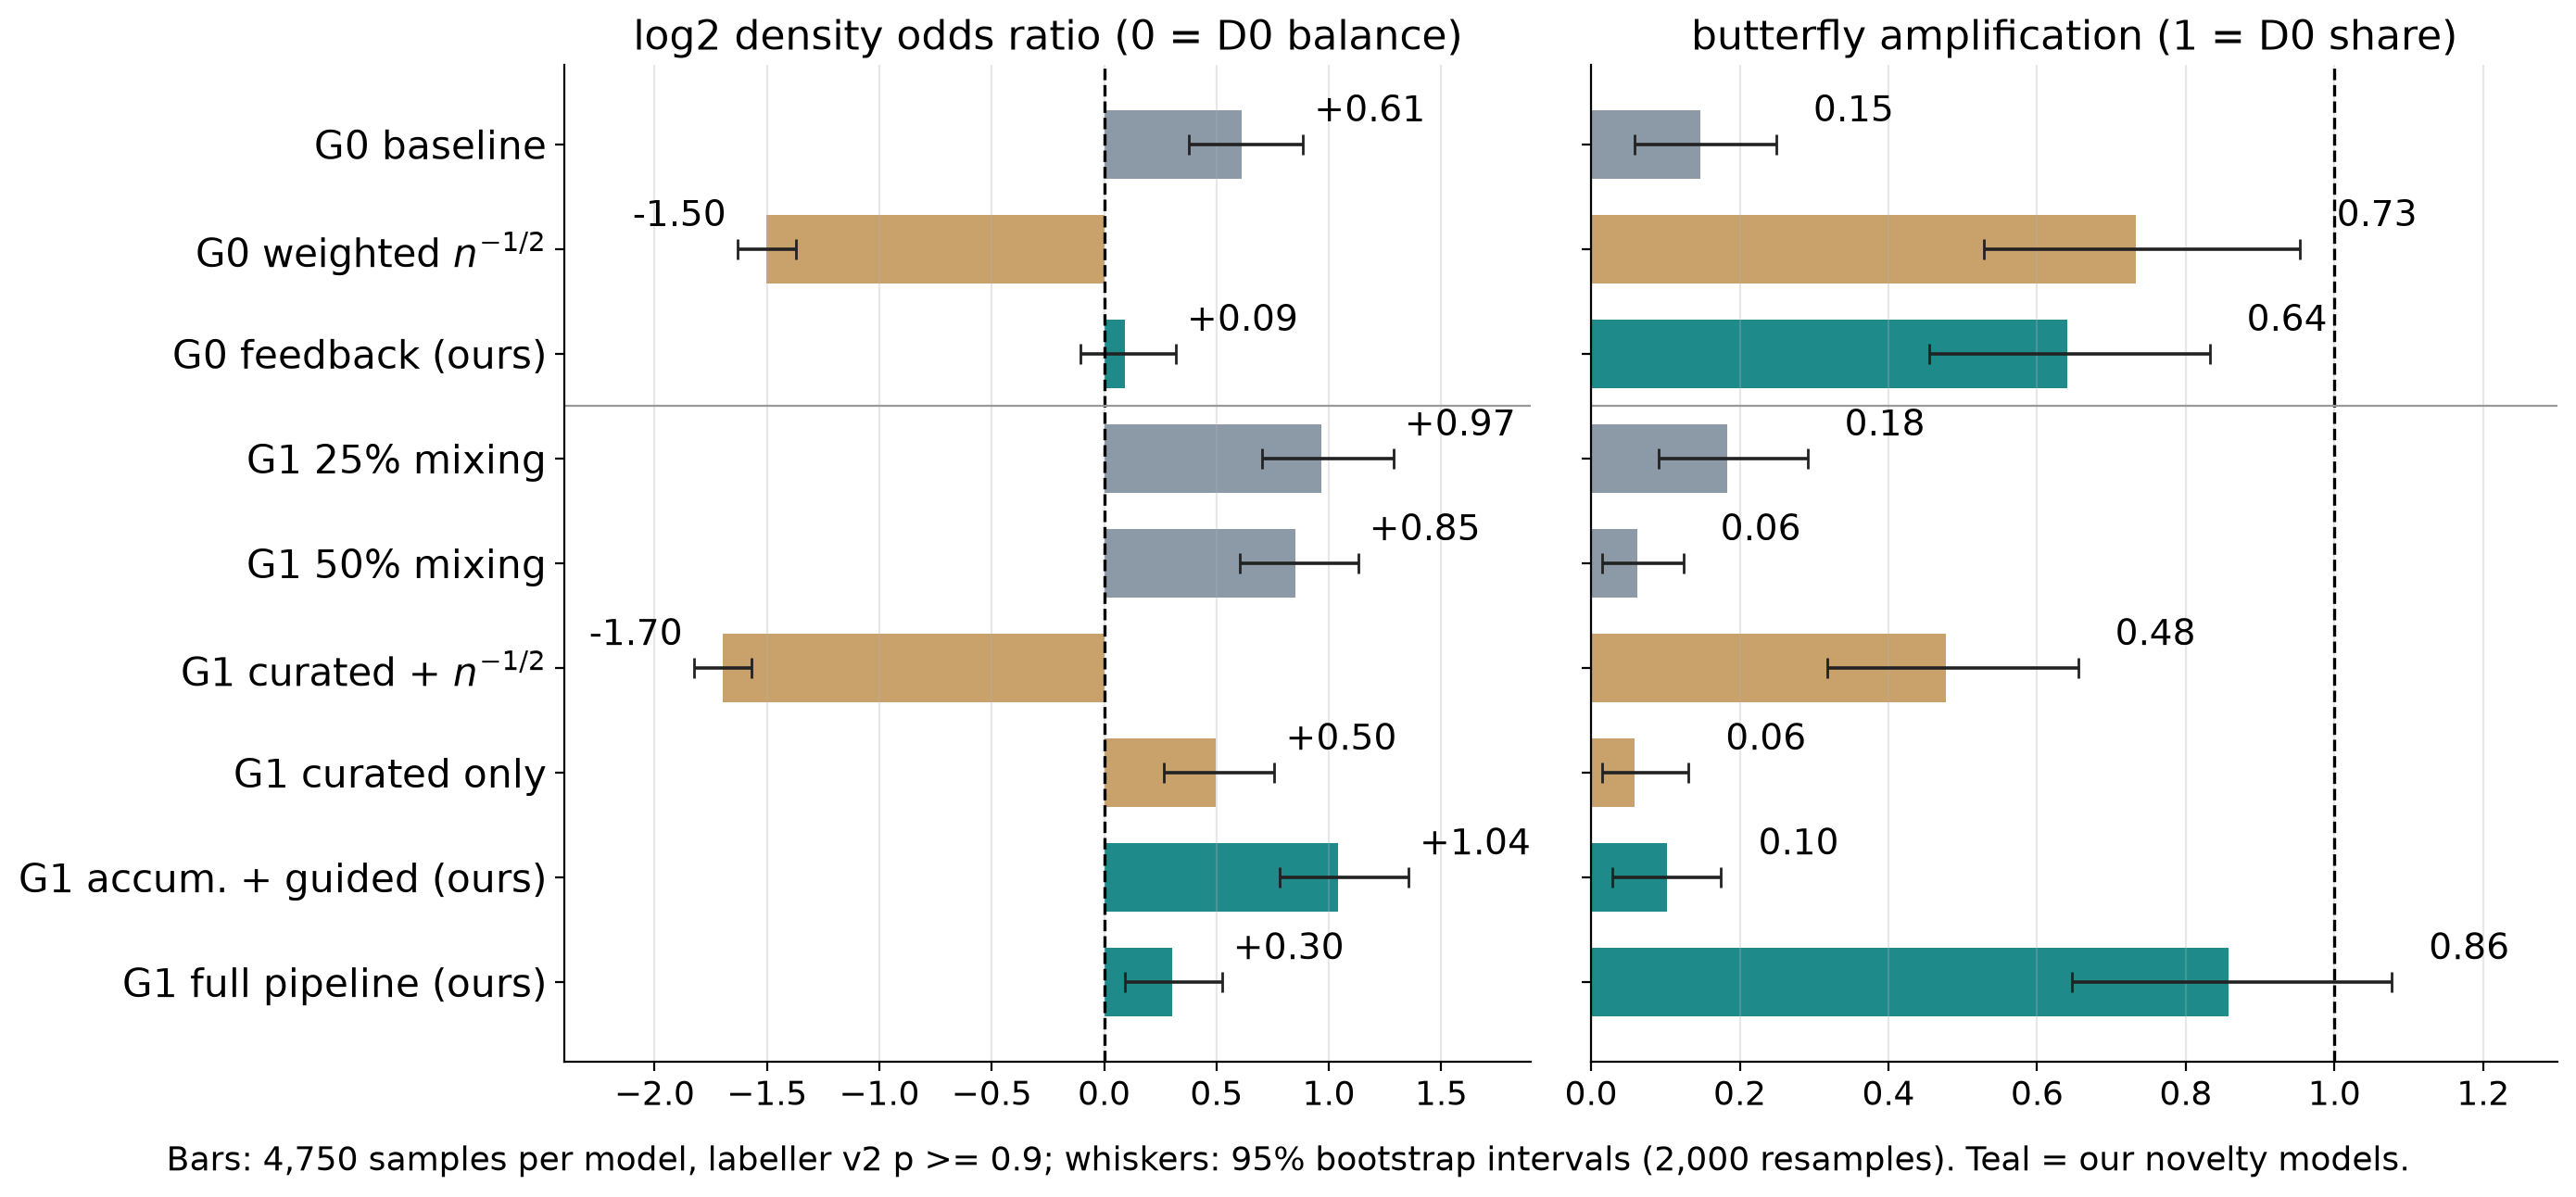 log2 density odds ratio (0 = D0 balance)
butterfly amplification (1 = D0 share)
G0 baseline
+0.61
0.15
G0 weighted n^{−1/2}
-1.50
0.73
G0 feedback (ours)
+0.09
0.64
G1 25% mixing
+0.97
0.18
G1 50% mixing
+0.85
0.06
G1 curated + n^{−1/2}
-1.70
0.48
G1 curated only
+0.50
0.06
G1 accum. + guided (ours)
+1.04
0.10
G1 full pipeline (ours)
+0.30
0.86
−2.0 −1.5 −1.0 −0.5 0.0 0.5 1.0 1.5
0.0 0.2 0.4 0.6 0.8 1.0 1.2
Bars: 4,750 samples per model, labeller v2 p >= 0.9; whiskers: 95% bootstrap intervals (2,000 resamples). Teal = our novelty models.